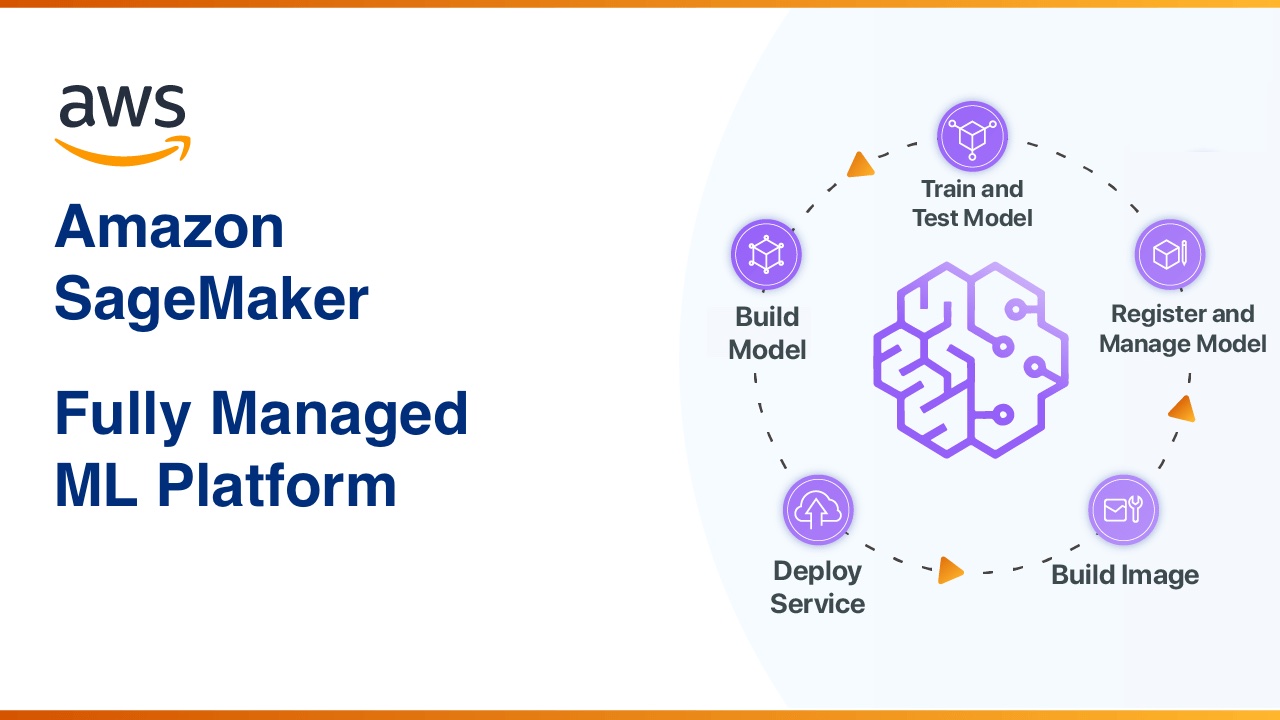 aws
Amazon
SageMaker
Fully Managed
ML Platform
Train and
Test Model
Build
Model
Register and
Manage Model
Deploy
Service
Build Image